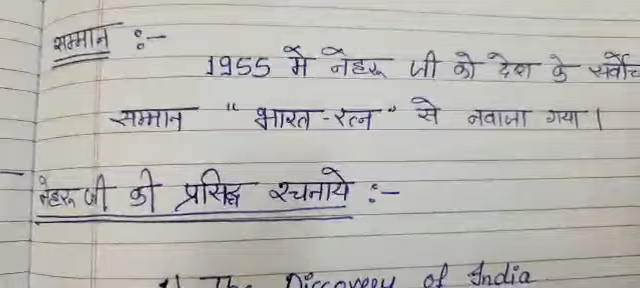 सम्मान :-
1955 में नेहरू जी को देश के सर्वोच
सम्मान "भारत-रत्न" से नवाजा गया।
नेहरू जी की प्रसिद्ध रचनाये :-
1) The Discovery of India